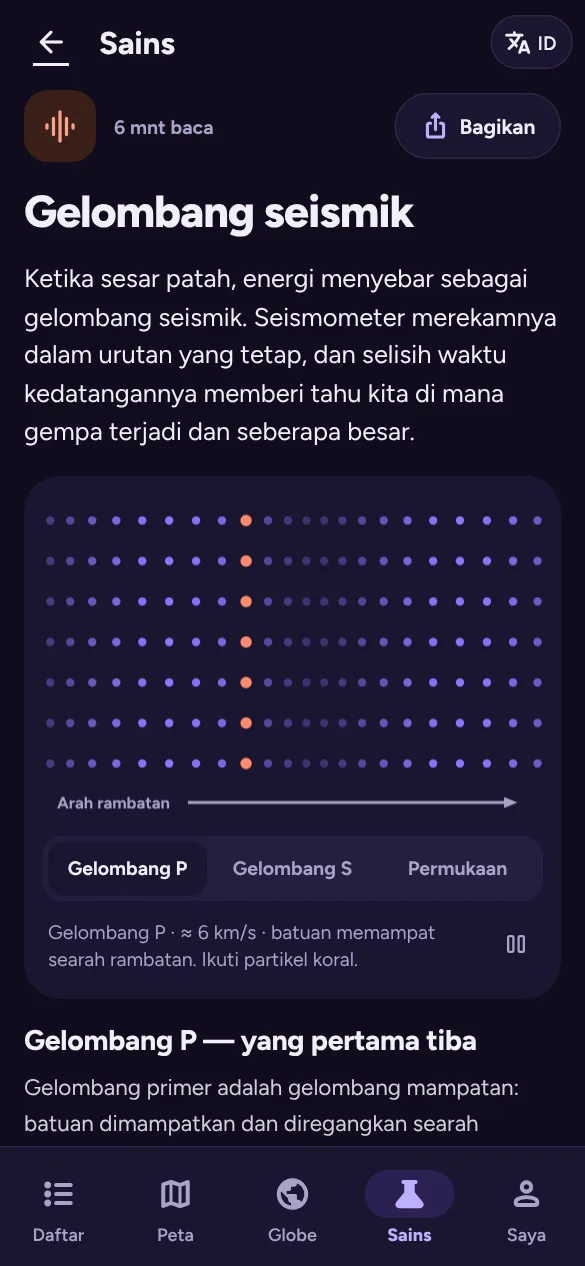 Sains
ID
6 mnt baca
Bagikan
Gelombang seismik
Ketika sesar patah, energi menyebar sebagai
gelombang seismik. Seismometer merekamnya
dalam urutan yang tetap, dan selisih waktu
kedatangannya memberi tahu kita di mana
gempa terjadi dan seberapa besar.
Arah rambatan
Gelombang P
Gelombang S
Permukaan
Gelombang P · ≈ 6 km/s · batuan memampat
searah rambatan. Ikuti partikel koral.
Gelombang P — yang pertama tiba
Gelombang primer adalah gelombang mampatan:
batuan dimampatkan dan diregangkan searah
Daftar
Peta
Globe
Sains
Saya